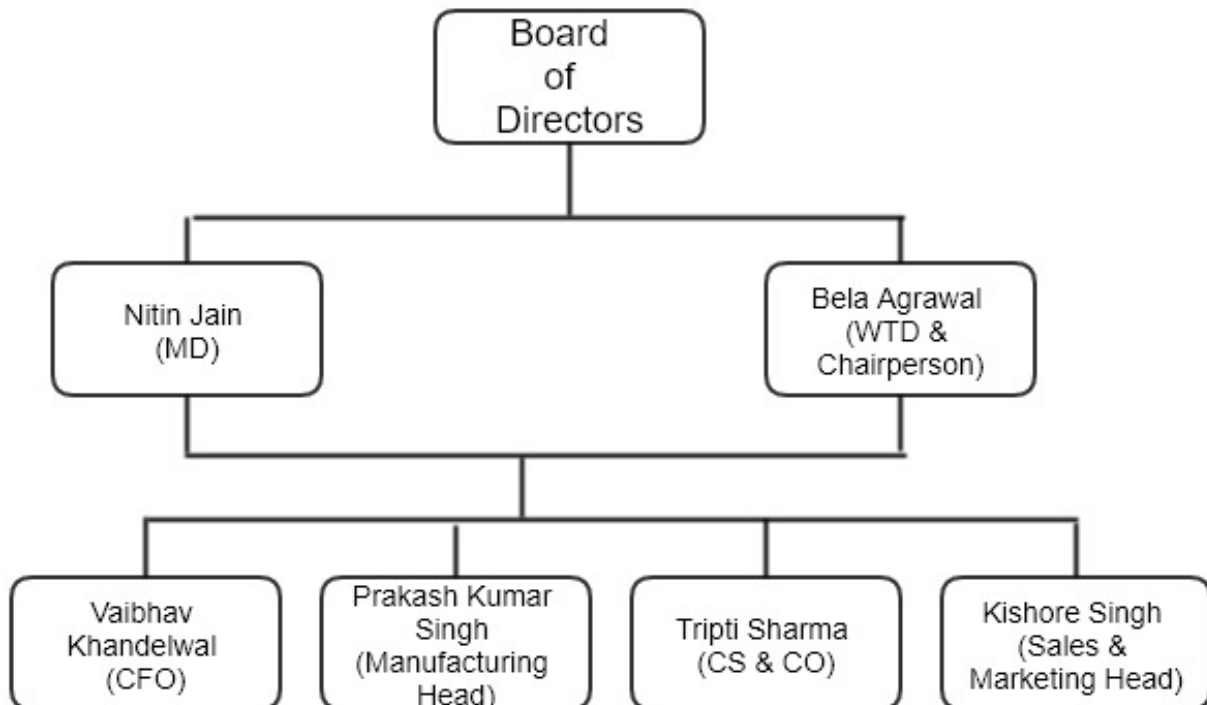 Board
of
Directors
Nitin Jain
(MD)
Bela Agrawal
(WTD &
Chairperson)
Vaibhav
Khandelwal
(CFO)
Prakash Kumar
Singh
(Manufacturing
Head)
Tripti Sharma
(CS & CO)
Kishore Singh
(Sales &
Marketing Head)